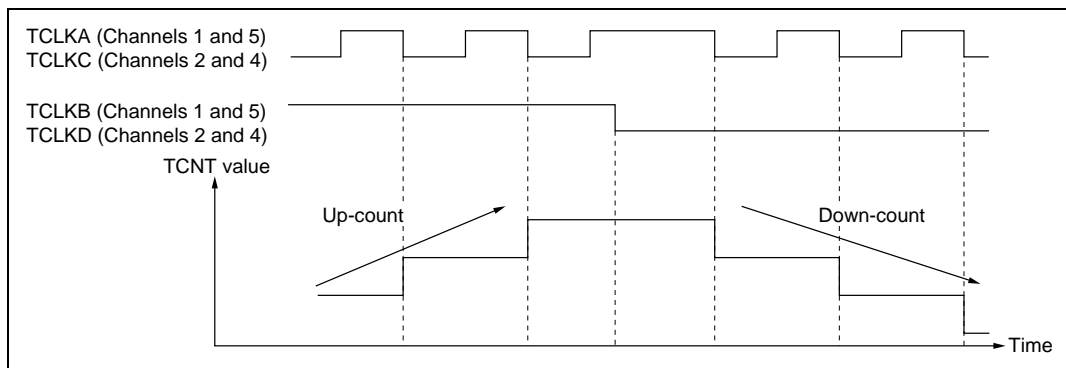 TCLKA (Channels 1 and 5)
TCLKC (Channels 2 and 4)
TCLKB (Channels 1 and 5)
TCLKD (Channels 2 and 4)
TCNT value
Up-count
Down-count
Time